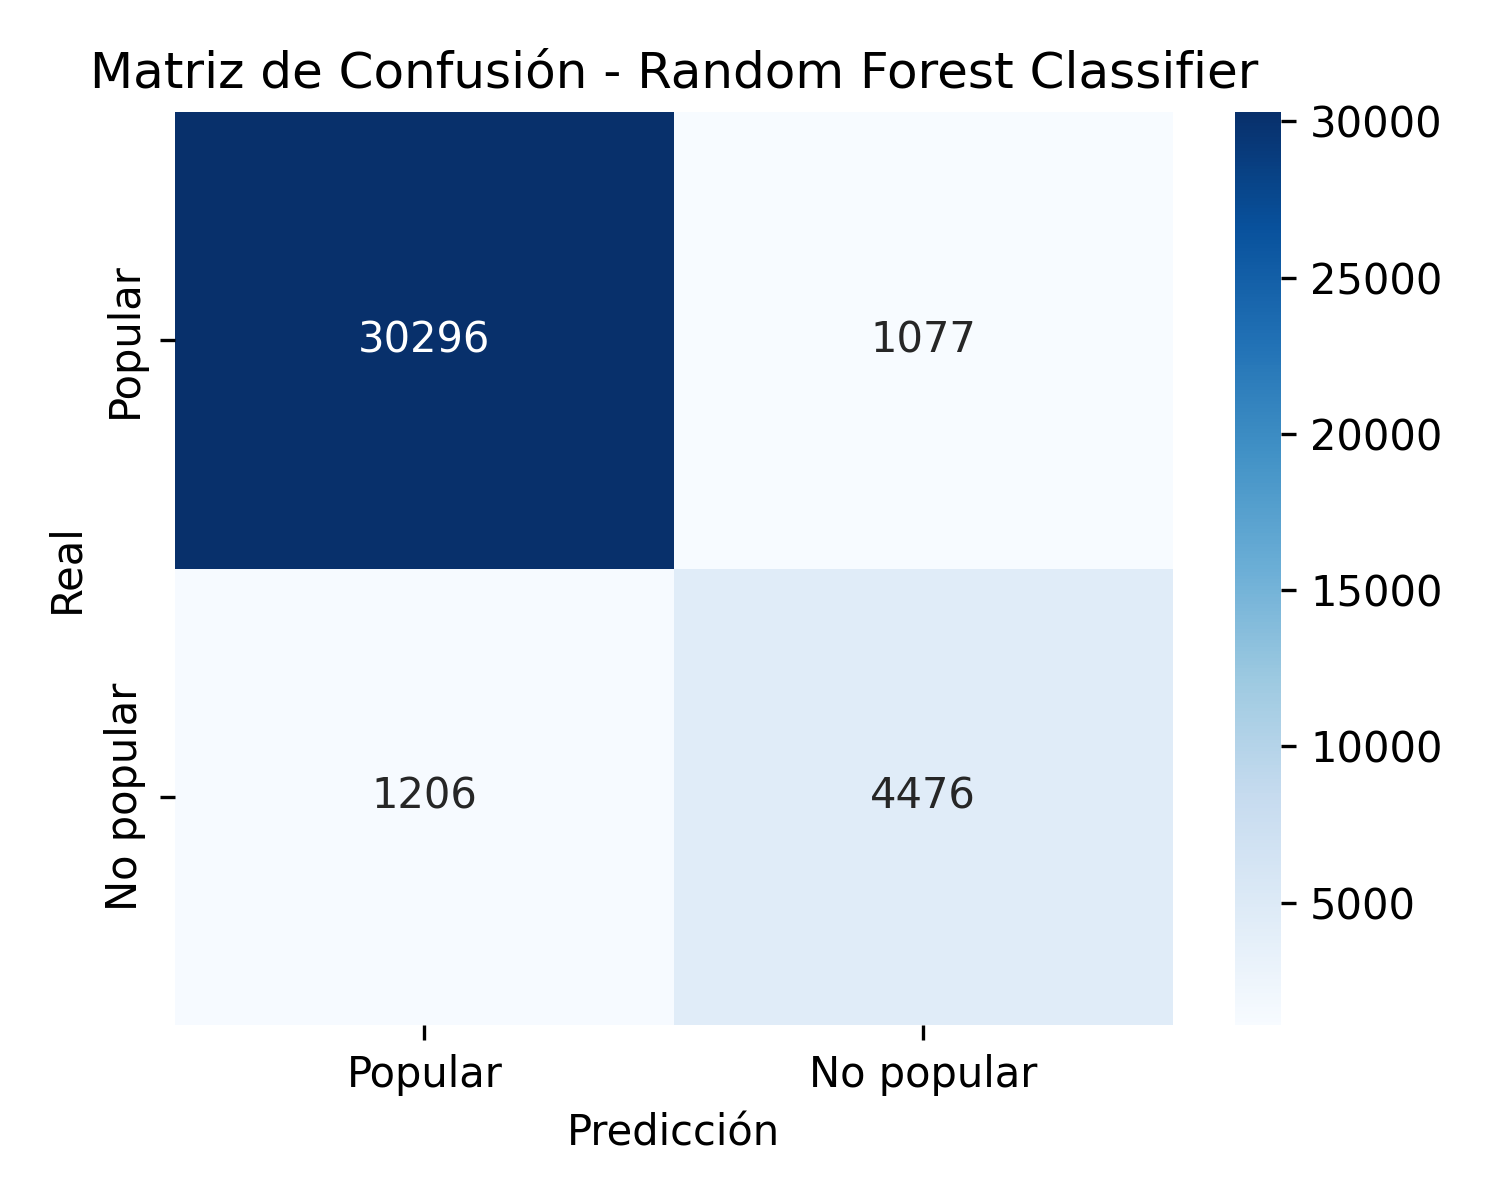 Matriz de Confusión - Random Forest Classifier
Popular
No popular
Real
30296
1077
1206
4476
Popular
No popular
Predicción
30000
25000
20000
15000
10000
5000